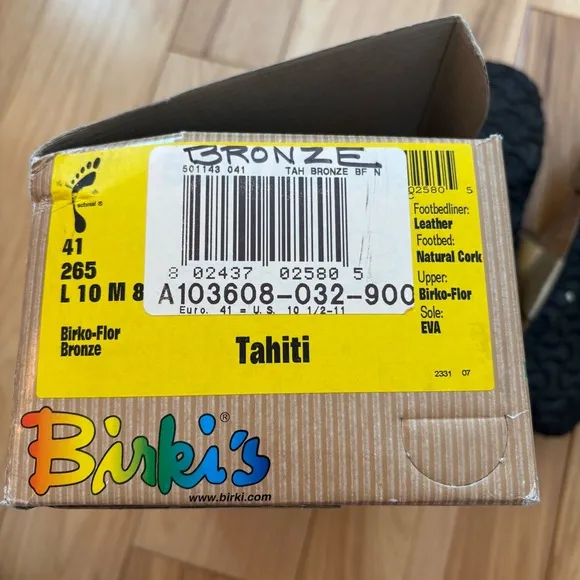 BRONZE
501143 041 TAH BRONZE BF N
8 02437 02580 5
A103608-032-900
Euro. 41 = U.S. 10 1/2-11
schmal
41
265
L 10 M 8
Birko-Flor
Bronze
Tahiti
02580 5
Footbedliner:
Leather
Footbed:
Natural Cork
Upper:
Birko-Flor
Sole:
EVA
2331 07
Birki's®
www.birki.com